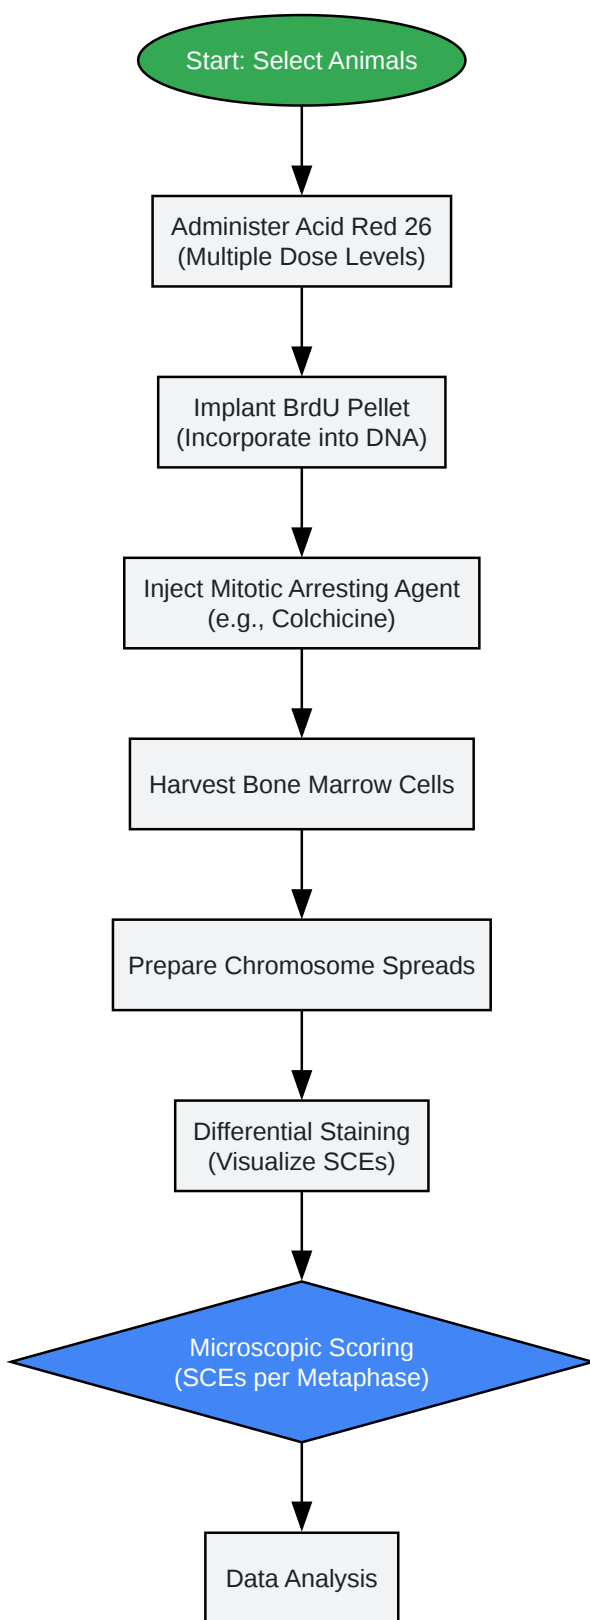 Start: Select Animals
Administer Acid Red 26
(Multiple Dose Levels)
Implant BrdU Pellet
(Incorporate into DNA)
Inject Mitotic Arresting Agent
(e.g., Colchicine)
Harvest Bone Marrow Cells
Prepare Chromosome Spreads
Differential Staining
(Visualize SCEs)
Microscopic Scoring
(SCEs per Metaphase)
Data Analysis